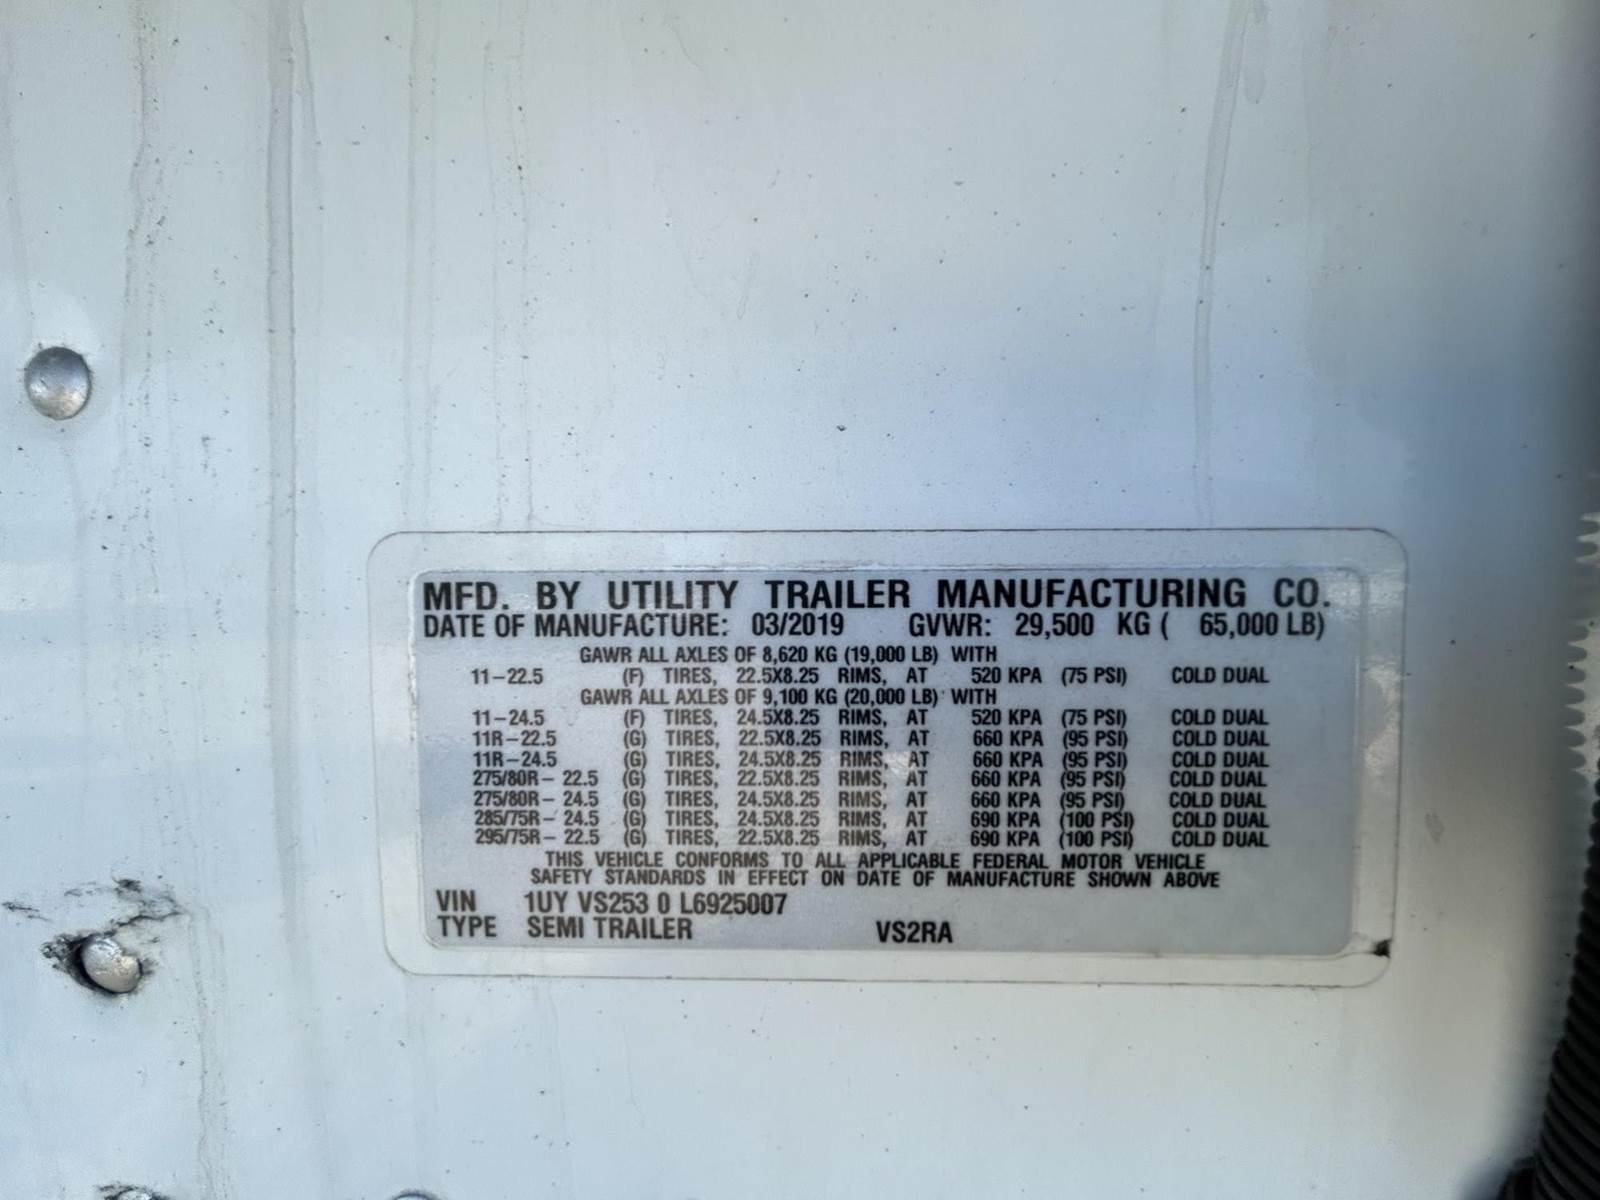 MFD. BY UTILITY TRAILER MANUFACTURING CO.
DATE OF MANUFACTURE: 03/2019 GVWR: 29,500 KG ( 65,000 LB)
GAWR ALL AXLES OF 8,620 KG (19,000 LB) WITH
11-22.5 (F) TIRES, 22.5X8.25 RIMS, AT 520 KPA (75 PSI) COLD DUAL
GAWR ALL AXLES OF 9,100 KG (20,000 LB) WITH
11-24.5 (F) TIRES, 24.5X8.25 RIMS, AT 520 KPA (75 PSI) COLD DUAL
11R-22.5 (G) TIRES, 22.5X8.25 RIMS, AT 660 KPA (95 PSI) COLD DUAL
11R-24.5 (G) TIRES, 24.5X8.25 RIMS, AT 660 KPA (95 PSI) COLD DUAL
275/80R- 22.5 (G) TIRES, 22.5X8.25 RIMS, AT 660 KPA (95 PSI) COLD DUAL
275/80R- 24.5 (G) TIRES, 24.5X8.25 RIMS, AT 660 KPA (95 PSI) COLD DUAL
285/75R- 24.5 (G) TIRES, 24.5X8.25 RIMS, AT 690 KPA (100 PSI) COLD DUAL
295/75R- 22.5 (G) TIRES, 22.5X8.25 RIMS, AT 690 KPA (100 PSI) COLD DUAL
THIS VEHICLE CONFORMS TO ALL APPLICABLE FEDERAL MOTOR VEHICLE
SAFETY STANDARDS IN EFFECT ON DATE OF MANUFACTURE SHOWN ABOVE
VIN 1UY VS253 0 L6925007
TYPE SEMI TRAILER VS2RA